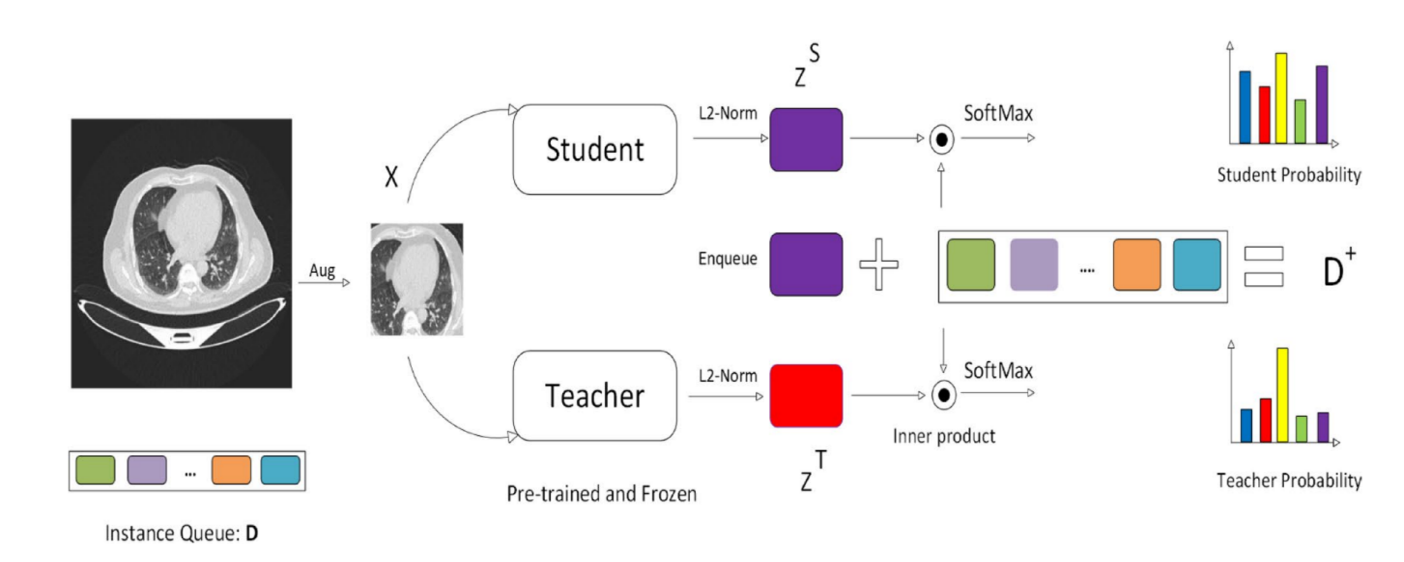 Z^S
L2-Norm
SoftMax
Student
Student Probability
X
Aug
Enqueue
....
D^+
L2-Norm
SoftMax
Teacher
Inner product
Z^T
Teacher Probability
Pre-trained and Frozen
...
Instance Queue: D